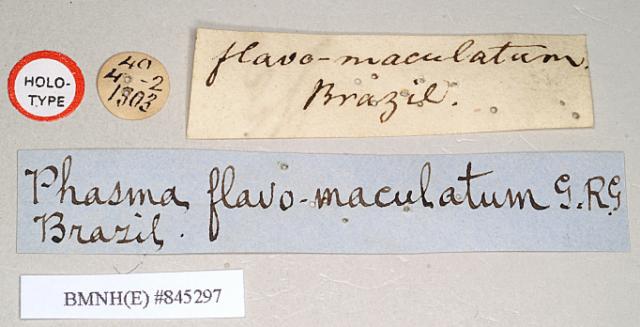 HOLO-
TYPE
40
4-2
1303
flavo-maculatum.
Brazil.
Phasma flavo-maculatum G.R.G
Brazil.
BMNH(E) #845297